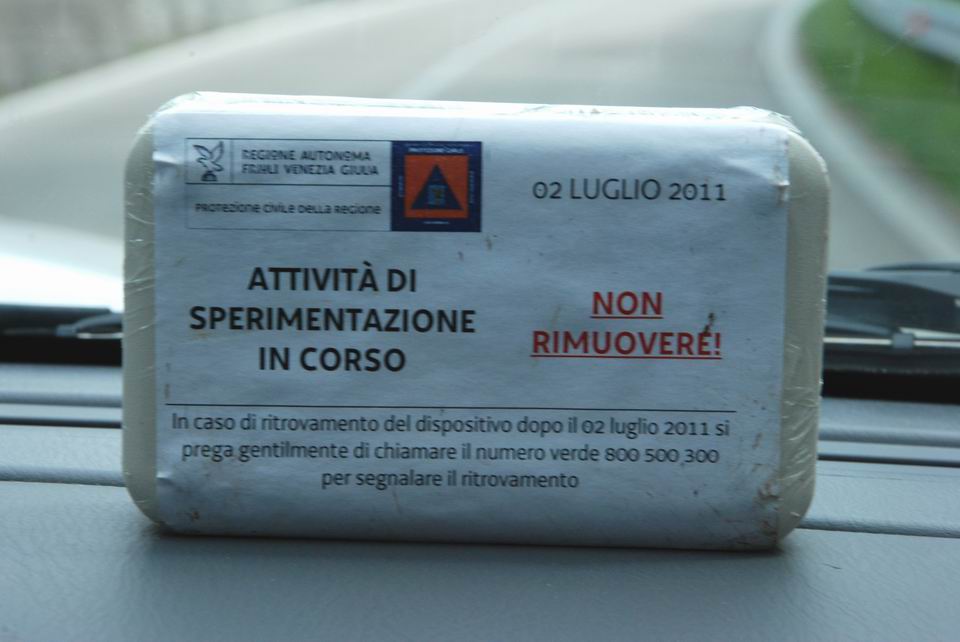 REGIONE AUTONOMA
FRIULI VENEZIA GIULIA
PROTEZIONE CIVILE DELLA REGIONE
PROTEZIONE CIVILE
02 LUGLIO 2011
ATTIVITÀ DI
SPERIMENTAZIONE
IN CORSO
NON
RIMUOVERE!
In caso di ritrovamento del dispositivo dopo il 02 luglio 2011 si
prega gentilmente di chiamare il numero verde 800 500 300
per segnalare il ritrovamento